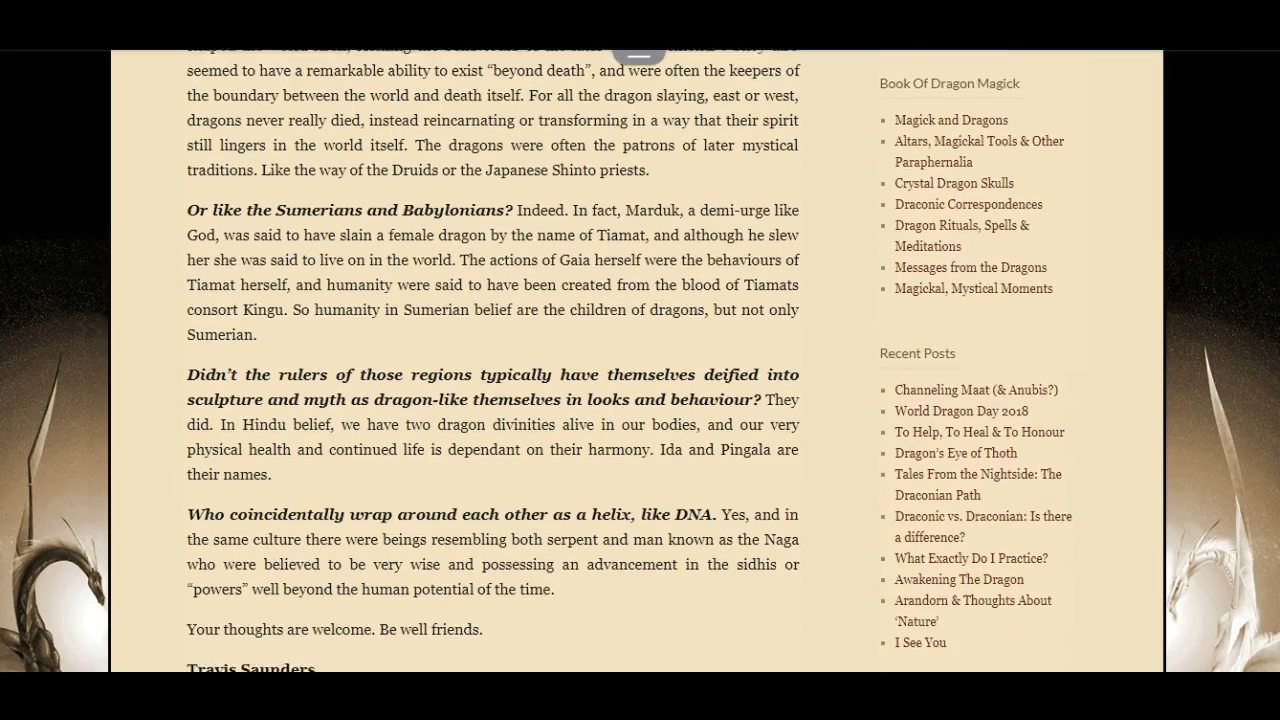 seemed to have a remarkable ability to exist “beyond death”, and were often the keepers of
the boundary between the world and death itself. For all the dragon slaying, east or west,
dragons never really died, instead reincarnating or transforming in a way that their spirit
still lingers in the world itself. The dragons were often the patrons of later mystical
traditions. Like the way of the Druids or the Japanese Shinto priests.
Or like the Sumerians and Babylonians? Indeed. In fact, Marduk, a demi-urge like
God, was said to have slain a female dragon by the name of Tiamat, and although he slew
her she was said to live on in the world. The actions of Gaia herself were the behaviours of
Tiamat herself, and humanity were said to have been created from the blood of Tiamats
consort Kingu. So humanity in Sumerian belief are the children of dragons, but not only
Sumerian.
Didn’t the rulers of those regions typically have themselves deified into
sculpture and myth as dragon-like themselves in looks and behaviour? They
did. In Hindu belief, we have two dragon divinities alive in our bodies, and our very
physical health and continued life is dependant on their harmony. Ida and Pingala are
their names.
Who coincidentally wrap around each other as a helix, like DNA. Yes, and in
the same culture there were beings resembling both serpent and man known as the Naga
who were believed to be very wise and possessing an advancement in the sidhis or
“powers” well beyond the human potential of the time.
Your thoughts are welcome. Be well friends.
Travis Saunders
Book Of Dragon Magick
Magick and Dragons
Altars, Magickal Tools & Other
Paraphernalia
Crystal Dragon Skulls
Draconic Correspondences
Dragon Rituals, Spells &
Meditations
Messages from the Dragons
Magickal, Mystical Moments
Recent Posts
Channeling Maat (& Anubis?)
World Dragon Day 2018
To Help, To Heal & To Honour
Dragon’s Eye of Thoth
Tales From the Nightside: The
Draconian Path
Draconic vs. Draconian: Is there
a difference?
What Exactly Do I Practice?
Awakening The Dragon
Arandorn & Thoughts About
‘Nature’
I See You